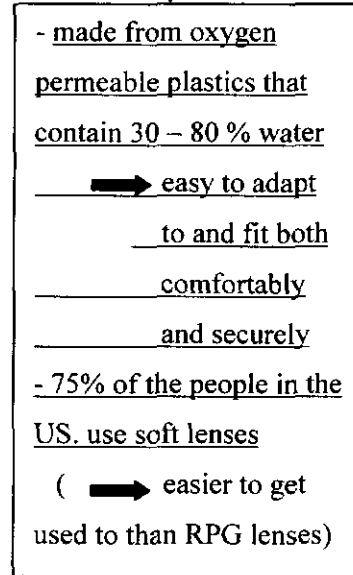 - made from oxygen
permeable plastics that
contain 30 – 80 % water
➡ easy to adapt
to and fit both
comfortably
and securely
- 75% of the people in the
US. use soft lenses
( ➡ easier to get
used to than RPG lenses)